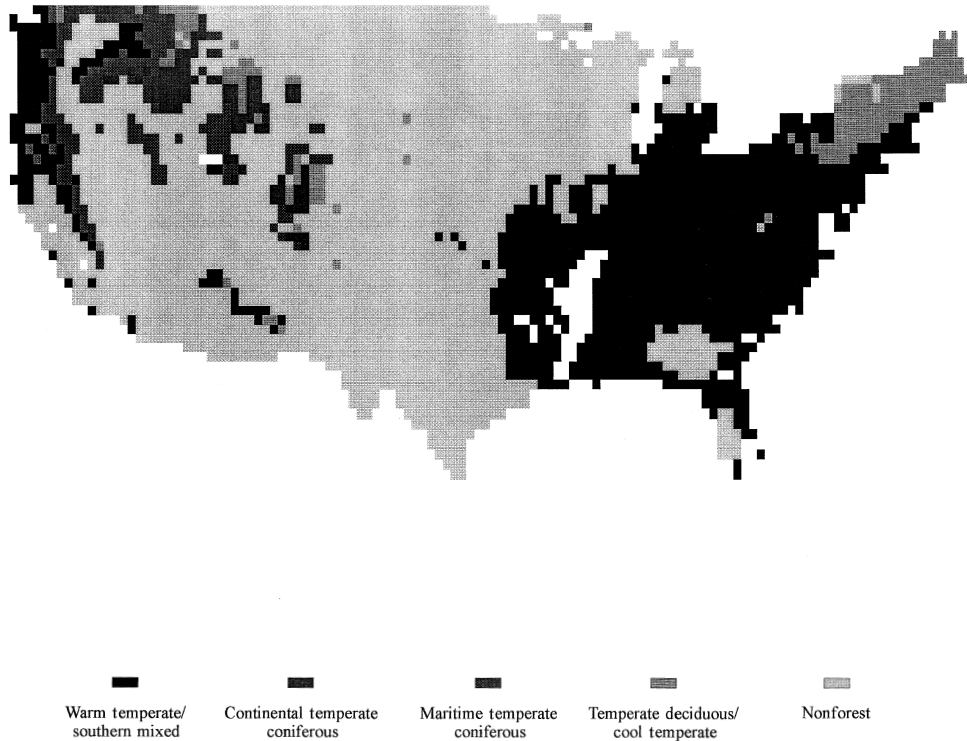 Warm temperate/
southern mixed
Continental temperate
coniferous
Maritime temperate
coniferous
Temperate deciduous/
cool temperate
Nonforest